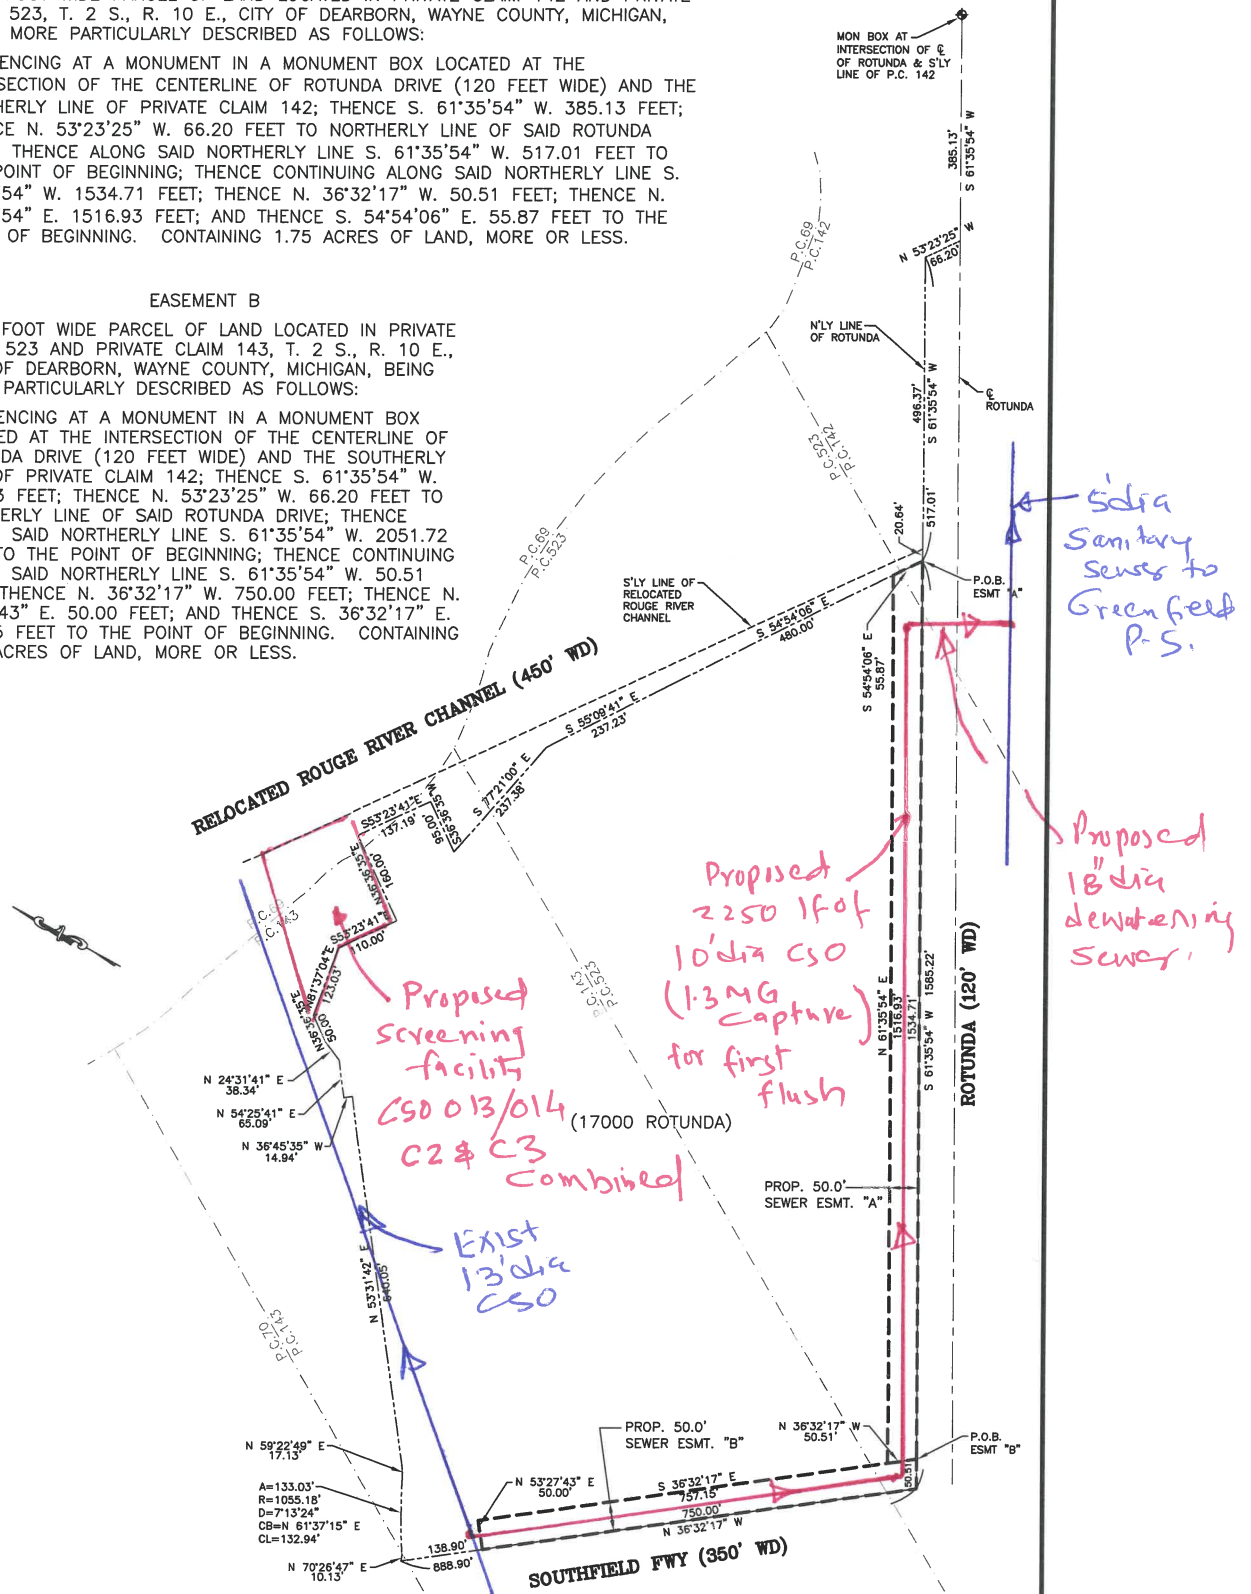 523, T. 2 S., R. 10 E., CITY OF DEARBORN, WAYNE COUNTY, MICHIGAN,
MORE PARTICULARLY DESCRIBED AS FOLLOWS:
ENCING AT A MONUMENT IN A MONUMENT BOX LOCATED AT THE
SECTION OF THE CENTERLINE OF ROTUNDA DRIVE (120 FEET WIDE) AND THE
HERLY LINE OF PRIVATE CLAIM 142; THENCE S. 61°35'54" W. 385.13 FEET;
CE N. 53°23'25" W. 66.20 FEET TO NORTHERLY LINE OF SAID ROTUNDA
THENCE ALONG SAID NORTHERLY LINE S. 61°35'54" W. 517.01 FEET TO
POINT OF BEGINNING; THENCE CONTINUING ALONG SAID NORTHERLY LINE S.
54" W. 1534.71 FEET; THENCE N. 36°32'17" W. 50.51 FEET; THENCE N.
54" E. 1516.93 FEET; AND THENCE S. 54°54'06" E. 55.87 FEET TO THE
OF BEGINNING. CONTAINING 1.75 ACRES OF LAND, MORE OR LESS.
EASEMENT B
FOOT WIDE PARCEL OF LAND LOCATED IN PRIVATE
523 AND PRIVATE CLAIM 143, T. 2 S., R. 10 E.,
OF DEARBORN, WAYNE COUNTY, MICHIGAN, BEING
PARTICULARLY DESCRIBED AS FOLLOWS:
ENCING AT A MONUMENT IN A MONUMENT BOX
ED AT THE INTERSECTION OF THE CENTERLINE OF
DA DRIVE (120 FEET WIDE) AND THE SOUTHERLY
OF PRIVATE CLAIM 142; THENCE S. 61°35'54" W.
FEET; THENCE N. 53°23'25" W. 66.20 FEET TO
ERLY LINE OF SAID ROTUNDA DRIVE; THENCE
SAID NORTHERLY LINE S. 61°35'54" W. 2051.72
TO THE POINT OF BEGINNING; THENCE CONTINUING
SAID NORTHERLY LINE S. 61°35'54" W. 50.51
THENCE N. 36°32'17" W. 750.00 FEET; THENCE N.
43" E. 50.00 FEET; AND THENCE S. 36°32'17" E.
FEET TO THE POINT OF BEGINNING. CONTAINING
ACRES OF LAND, MORE OR LESS.
MON BOX AT
INTERSECTION OF ℄
OF ROTUNDA & S'LY
LINE OF P.C. 142
385.13'
S 61°35'54" W
P.C.69
P.C.142
N 53°23'25" W
66.20'
N'LY LINE
OF ROTUNDA
496.37'
S 61°35'54" W
℄
ROTUNDA
P.C.523
P.C.142
20.64'
517.01'
5'dia
Sanitary
Sewer to
Greenfield
P.S.
P.C.69
P.C.523
S'LY LINE OF
RELOCATED
ROUGE RIVER
CHANNEL
S 54°54'06" E
480.00'
P.O.B.
ESMT "A"
S 54°54'06" E
55.87'
RELOCATED ROUGE RIVER CHANNEL (450' WD)
S 55°09'41" E
237.23'
S 77°21'00" E
237.38'
S36°36'35"W
95.00'
S53°23'41"E
137.19'
N36°36'35"E
160.00'
S53°23'41"E
110.00'
N81°37'04"E
123.03'
N36°36'35"E
50.00'
P.C.69
P.C.143
Proposed
18" dia
dewatering
sewer.
Proposed
2250 lf of
10'dia CSO
(1.3 MG
capture)
for first
flush
Proposed
screening
facility
CSO 013/014
C2 & C3
Combined
P.C.143
P.C.523
N 61°35'54" E
1516.93'
1534.71'
S 61°35'54" W 1585.22'
ROTUNDA (120' WD)
N 24°31'41" E
38.34'
N 54°25'41" E
65.09'
N 36°45'35" W
14.94'
(17000 ROTUNDA)
PROP. 50.0'
SEWER ESMT. "A"
Exist
13'dia
CSO
N 53°31'42" E
640.05'
P.C.70
P.C.143
N 59°22'49" E
17.13'
A=133.03'
R=1055.18'
D=7°13'24"
CB=N 61°37'15" E
CL=132.94'
N 70°26'47" E
10.13'
PROP. 50.0'
SEWER ESMT. "B"
N 36°32'17" W
50.51'
P.O.B.
ESMT "B"
50.51'
N 53°27'43" E
50.00'
S 36°32'17" E
757.15'
750.00'
N 36°32'17" W
138.90'
888.90'
SOUTHFIELD FWY (350' WD)